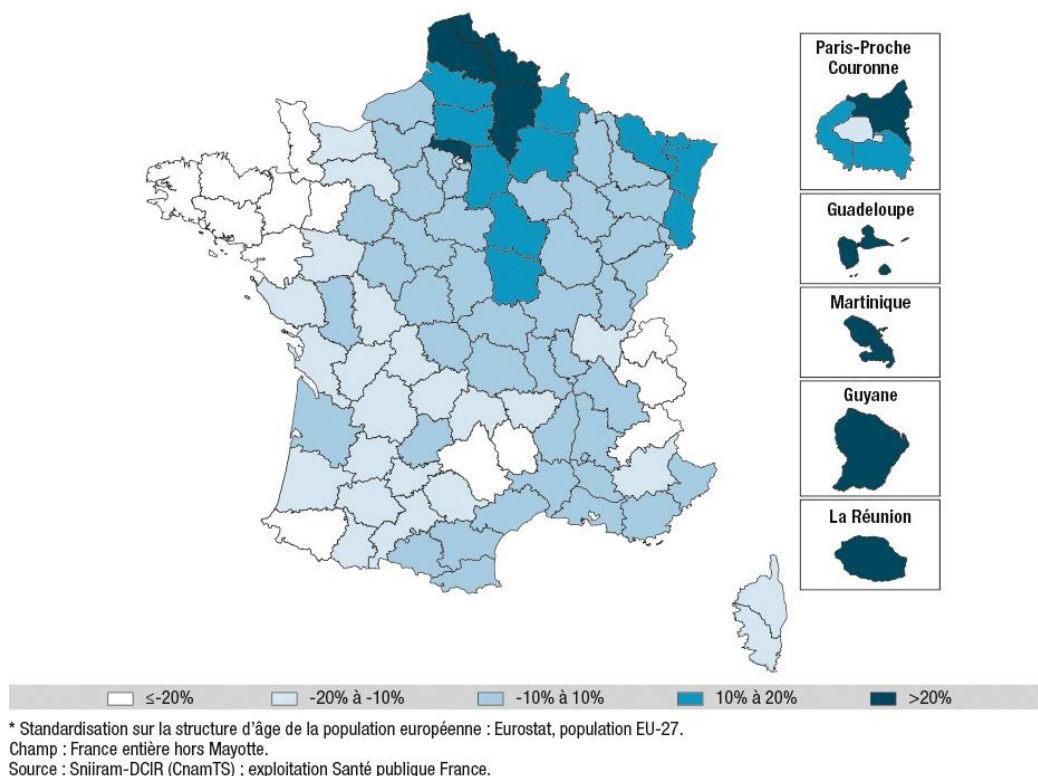 Paris-Proche
Couronne
Guadeloupe
Martinique
Guyane
La Réunion
≤-20%
-20% à -10%
-10% à 10%
10% à 20%
>20%
* Standardisation sur la structure d'âge de la population européenne : Eurostat, population EU-27.
Champ : France entière hors Mayotte.
Source : Sniiram-DCIR (CnamTS) ; exploitation Santé publique France.